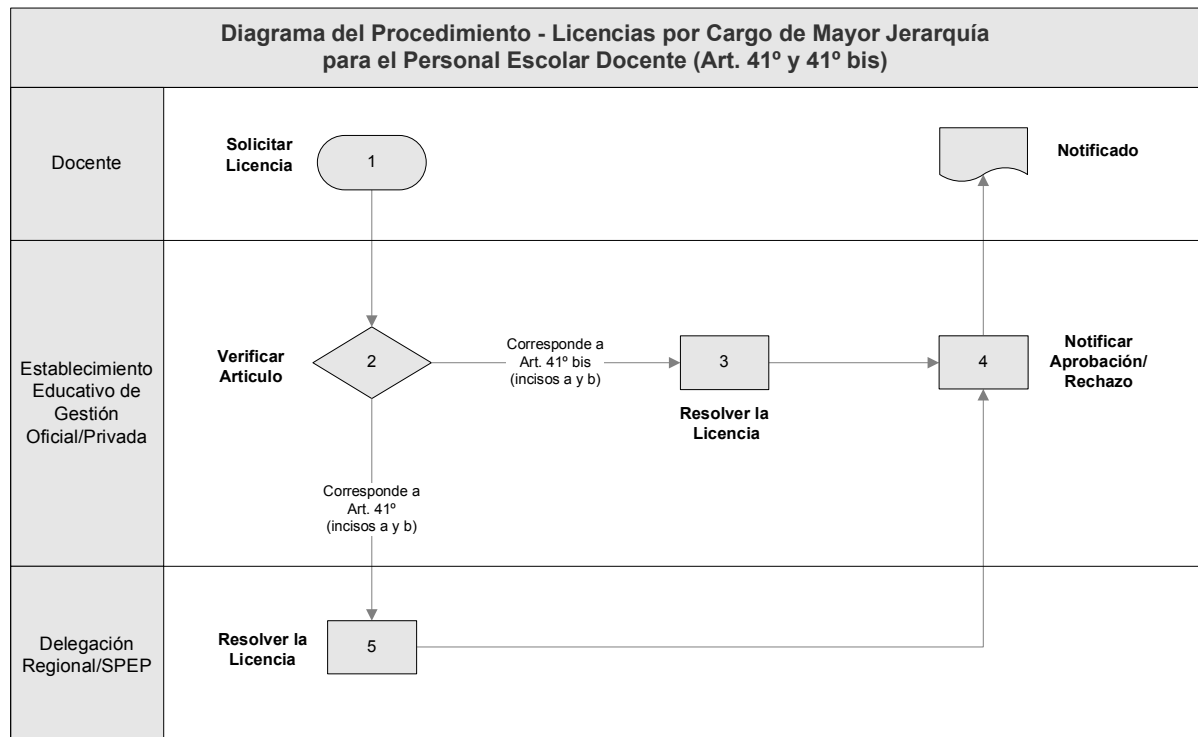 Diagrama del Procedimiento - Licencias por Cargo de Mayor Jerarquía
para el Personal Escolar Docente (Art. 41º y 41º bis)
Docente
Solicitar
Licencia
1
Notificado
Establecimiento
Educativo de
Gestión
Oficial/Privada
Verificar
Articulo
2
Corresponde a
Art. 41º bis
(incisos a y b)
3
Resolver la
Licencia
4
Notificar
Aprobación/
Rechazo
Corresponde a
Art. 41º
(incisos a y b)
Delegación
Regional/SPEP
Resolver la
Licencia
5